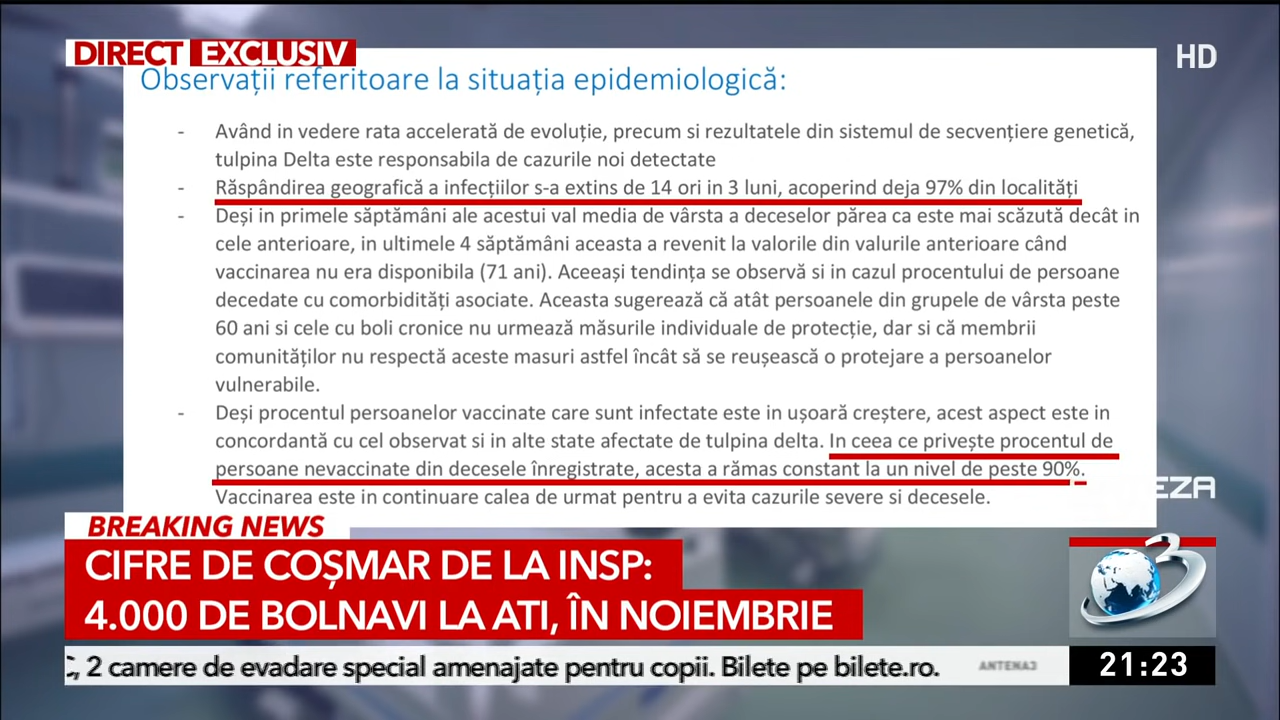 DIRECT EXCLUSIV
HD
Observații referitoare la situația epidemiologică:
- Având in vedere rata accelerată de evoluție, precum si rezultatele din sistemul de secvențiere genetică,
tulpina Delta este responsabila de cazurile noi detectate
- Răspândirea geografică a infecțiilor s-a extins de 14 ori in 3 luni, acoperind deja 97% din localități
- Deși in primele săptămâni ale acestui val media de vârsta a deceselor părea ca este mai scăzută decât in
cele anterioare, in ultimele 4 săptămâni aceasta a revenit la valorile din valurile anterioare când
vaccinarea nu era disponibila (71 ani). Aceeași tendința se observă si in cazul procentului de persoane
decedate cu comorbidități asociate. Aceasta sugerează că atât persoanele din grupele de vârsta peste
60 ani si cele cu boli cronice nu urmează măsurile individuale de protecție, dar si că membrii
comunităților nu respectă aceste masuri astfel încât să se reușească o protejare a persoanelor
vulnerabile.
- Deși procentul persoanelor vaccinate care sunt infectate este in ușoară creștere, acest aspect este in
concordantă cu cel observat si in alte state afectate de tulpina delta. In ceea ce privește procentul de
persoane nevaccinate din decesele înregistrate, acesta a rămas constant la un nivel de peste 90%.
Vaccinarea este in continuare calea de urmat pentru a evita cazurile severe si decesele.
BREAKING NEWS
CIFRE DE COȘMAR DE LA INSP:
4.000 DE BOLNAVI LA ATI, ÎN NOIEMBRIE
3
, 2 camere de evadare special amenajate pentru copii. Bilete pe bilete.ro.
ANTENA3
21:23